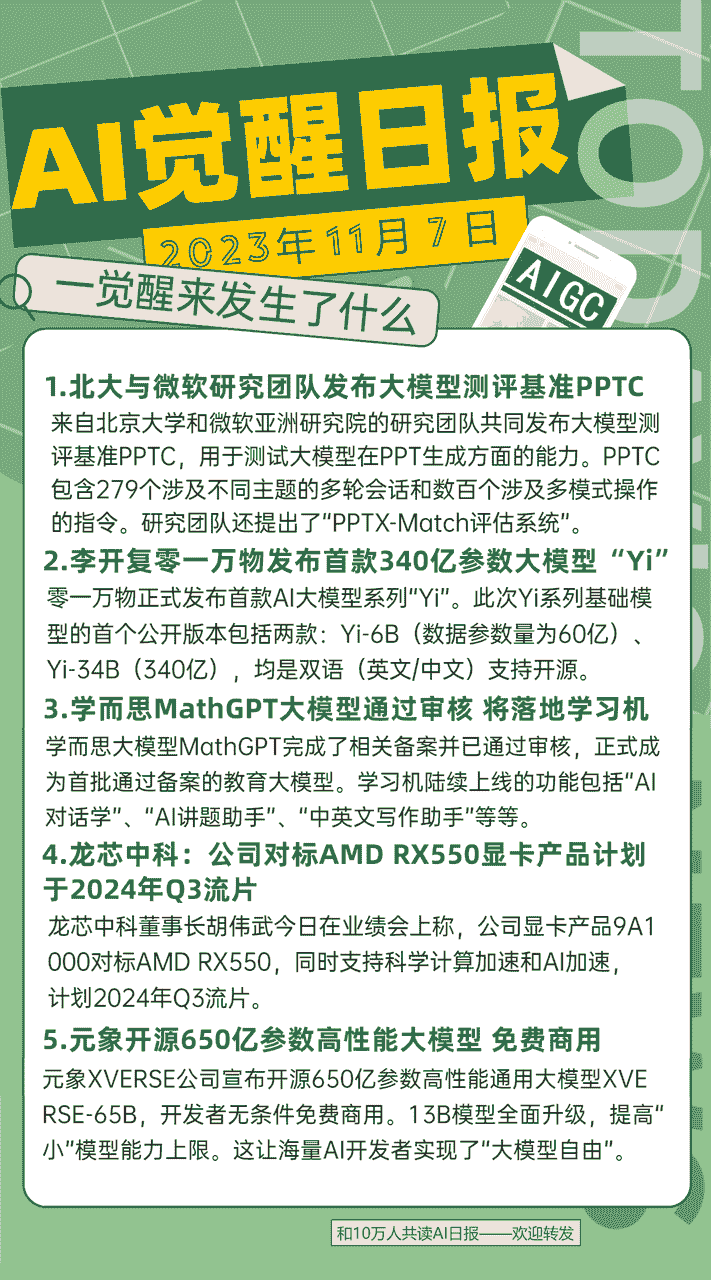 AI觉醒日报
2023年11月7日
一觉醒来发生了什么
AIGC
1.北大与微软研究团队发布大模型测评基准PPTC
来自北京大学和微软亚洲研究院的研究团队共同发布大模型测
评基准PPTC，用于测试大模型在PPT生成方面的能力。PPTC
包含279个涉及不同主题的多轮会话和数百个涉及多模式操作
的指令。研究团队还提出了“PPTX-Match评估系统”。
2.李开复零一万物发布首款340亿参数大模型“Yi”
零一万物正式发布首款AI大模型系列“Yi”。此次Yi系列基础模
型的首个公开版本包括两款：Yi-6B（数据参数量为60亿）、
Yi-34B（340亿），均是双语（英文/中文）支持开源。
3.学而思MathGPT大模型通过审核 将落地学习机
学而思大模型MathGPT完成了相关备案并已通过审核，正式成
为首批通过备案的教育大模型。学习机陆续上线的功能包括“AI
对话学”、“AI讲题助手”、“中英文写作助手”等等。
4.龙芯中科：公司对标AMD RX550显卡产品计划
于2024年Q3流片
龙芯中科董事长胡伟武今日在业绩会上称，公司显卡产品9A1
000对标AMD RX550，同时支持科学计算加速和AI加速，
计划2024年Q3流片。
5.元象开源650亿参数高性能大模型 免费商用
元象XVERSE公司宣布开源650亿参数高性能通用大模型XVE
RSE-65B，开发者无条件免费商用。13B模型全面升级，提高“
小”模型能力上限。这让海量AI开发者实现了“大模型自由”。
和10万人共读AI日报——欢迎转发